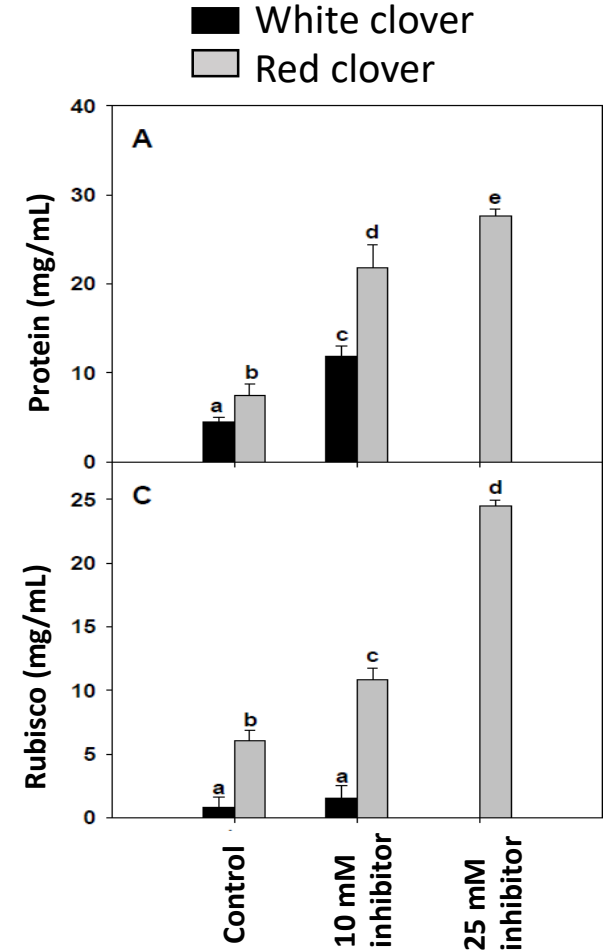 White clover
Red clover
A
Protein (mg/mL)
40
30
20
10
0
a
b
c
d
e
C
Rubisco (mg/mL)
25
20
15
10
5
0
a
b
a
c
d
Control
10 mM
inhibitor
25 mM
inhibitor